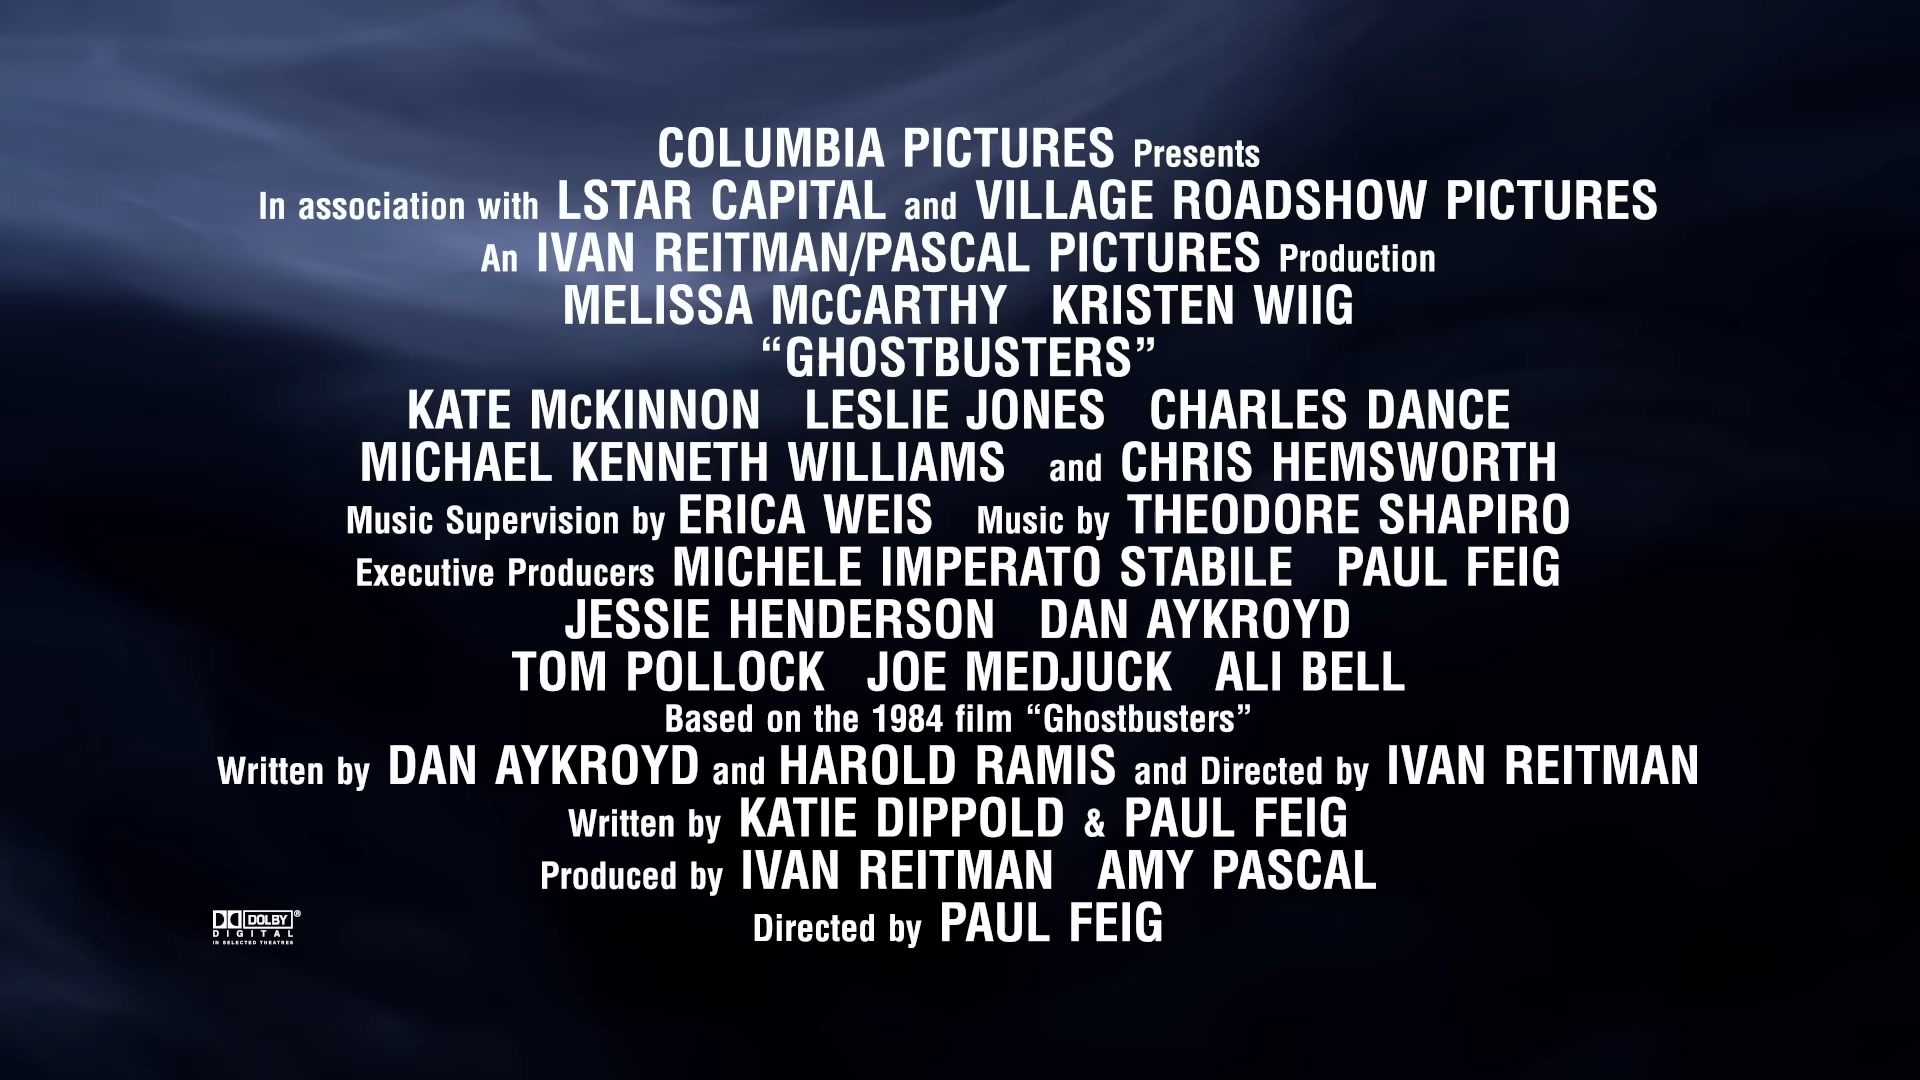 COLUMBIA PICTURES Presents
In association with LSTAR CAPITAL and VILLAGE ROADSHOW PICTURES
An IVAN REITMAN/PASCAL PICTURES Production
MELISSA McCARTHY KRISTEN WIIG
“GHOSTBUSTERS”
KATE McKINNON LESLIE JONES CHARLES DANCE
MICHAEL KENNETH WILLIAMS and CHRIS HEMSWORTH
Music Supervision by ERICA WEIS Music by THEODORE SHAPIRO
Executive Producers MICHELE IMPERATO STABILE PAUL FEIG
JESSIE HENDERSON DAN AYKROYD
TOM POLLOCK JOE MEDJUCK ALI BELL
Based on the 1984 film “Ghostbusters”
Written by DAN AYKROYD and HAROLD RAMIS and Directed by IVAN REITMAN
Written by KATIE DIPPOLD & PAUL FEIG
Produced by IVAN REITMAN AMY PASCAL
Directed by PAUL FEIG
DOLBY®
DIGITAL
IN SELECTED THEATRES